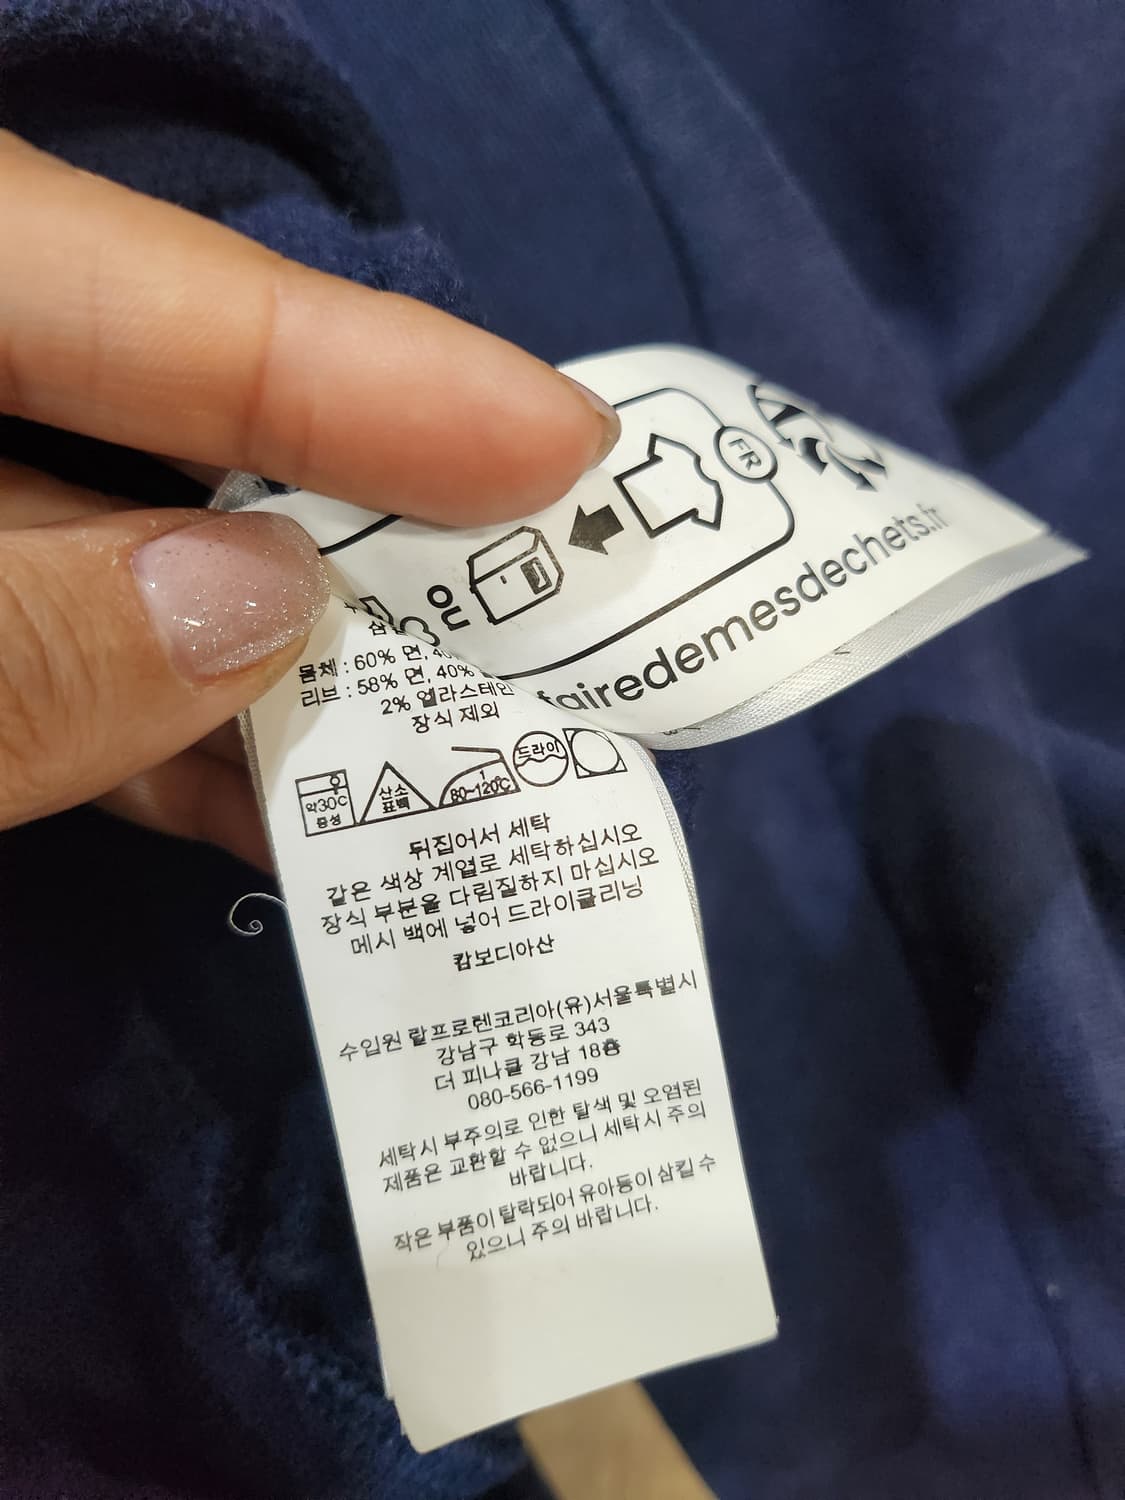 FR
OU
fairedemesdechets.fr
몸체 : 60% 면,
리브 : 58% 면, 40%
2% 엘라스테인
장식 제외
약30℃
중성
산소
표백
80~120℃
드라이
뒤집어서 세탁
같은 색상 계열로 세탁하십시오
장식 부분을 다림질하지 마십시오
메시 백에 넣어 드라이클리닝
캄보디아산
수입원 랄프로렌코리아(유)서울특별시
강남구 학동로 343
더 피나클 강남 18층
080-566-1199
세탁시 부주의로 인한 탈색 및 오염된
제품은 교환할 수 없으니 세탁시 주의
바랍니다.
작은 부품이 탈락되어 유아등이 삼킬 수
있으니 주의 바랍니다.